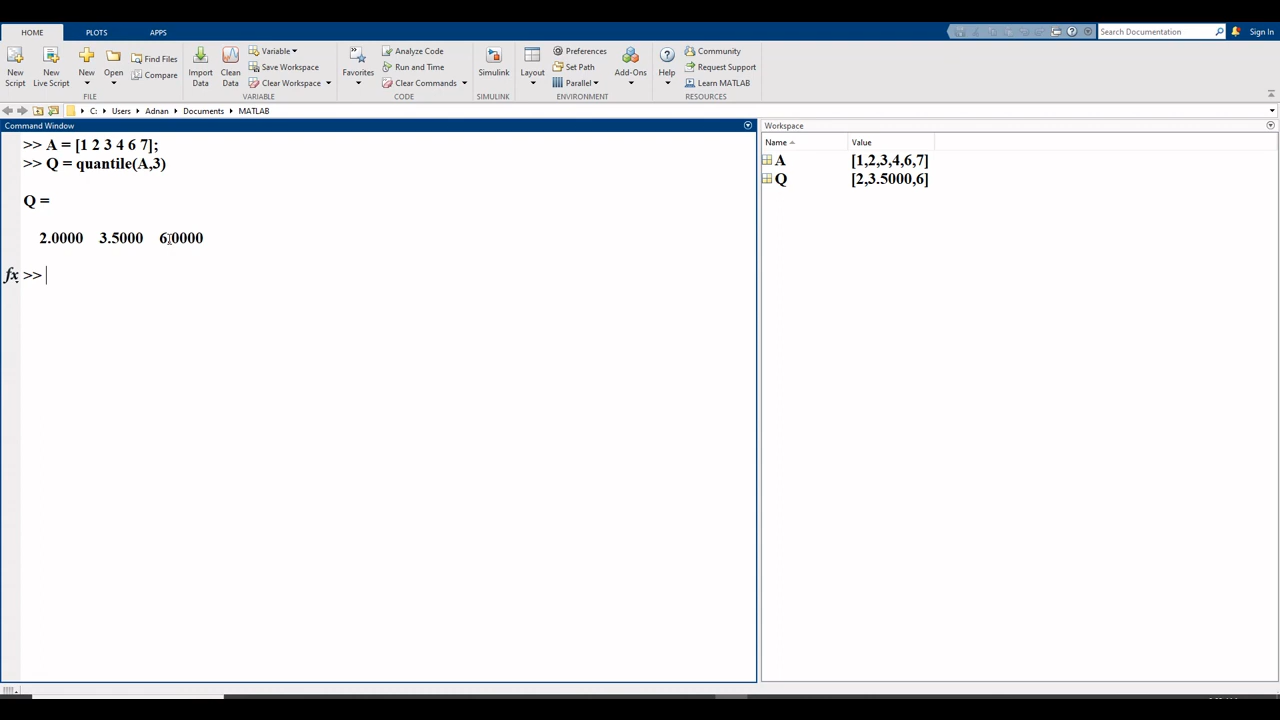 HOME PLOTS APPS Search Documentation Sign In
New Script
New Live Script
New
Open
Find Files
Compare
Import Data
Clean Data
Variable
Save Workspace
Clear Workspace
Favorites
Analyze Code
Run and Time
Clear Commands
Simulink
Layout
Preferences
Set Path
Parallel
Add-Ons
Help
Community
Request Support
Learn MATLAB
FILE VARIABLE CODE SIMULINK ENVIRONMENT RESOURCES
C: Users Adnan Documents MATLAB
Command Window
>> A = [1 2 3 4 6 7];
>> Q = quantile(A,3)
Q =
2.0000 3.5000 6.0000
fx >>
Workspace
Name Value
A [1,2,3,4,6,7]
Q [2,3.5000,6]